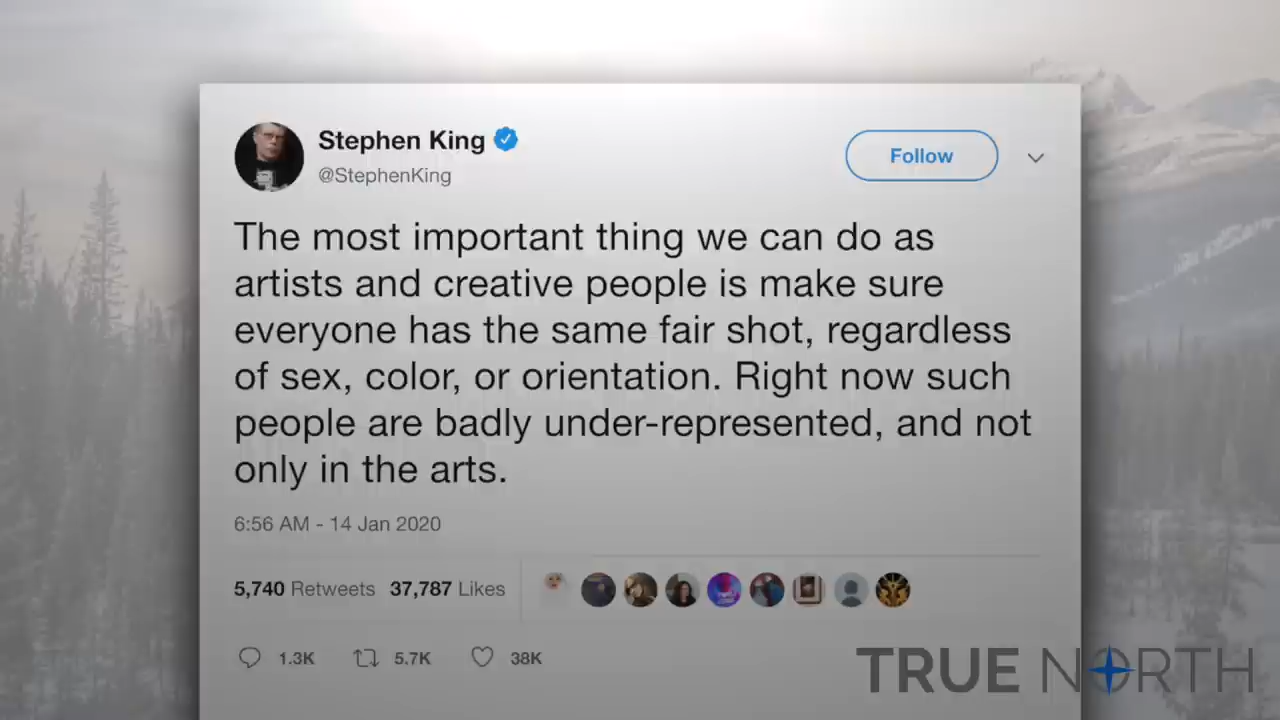 Stephen King
@StephenKing
Follow
The most important thing we can do as
artists and creative people is make sure
everyone has the same fair shot, regardless
of sex, color, or orientation. Right now such
people are badly under-represented, and not
only in the arts.
6:56 AM - 14 Jan 2020
5,740 Retweets 37,787 Likes
1.3K 5.7K 38K
TRUE NORTH